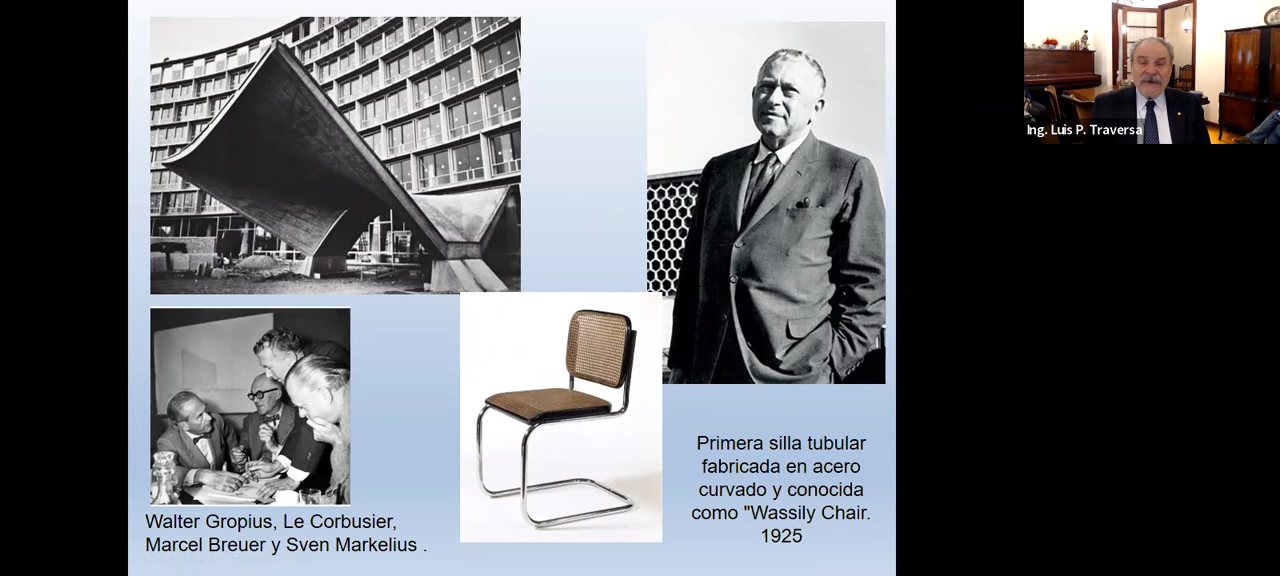 Ing. Luis P. Traversa
Primera silla tubular
fabricada en acero
curvado y conocida
como "Wassily Chair.
1925
Walter Gropius, Le Corbusier,
Marcel Breuer y Sven Markelius .